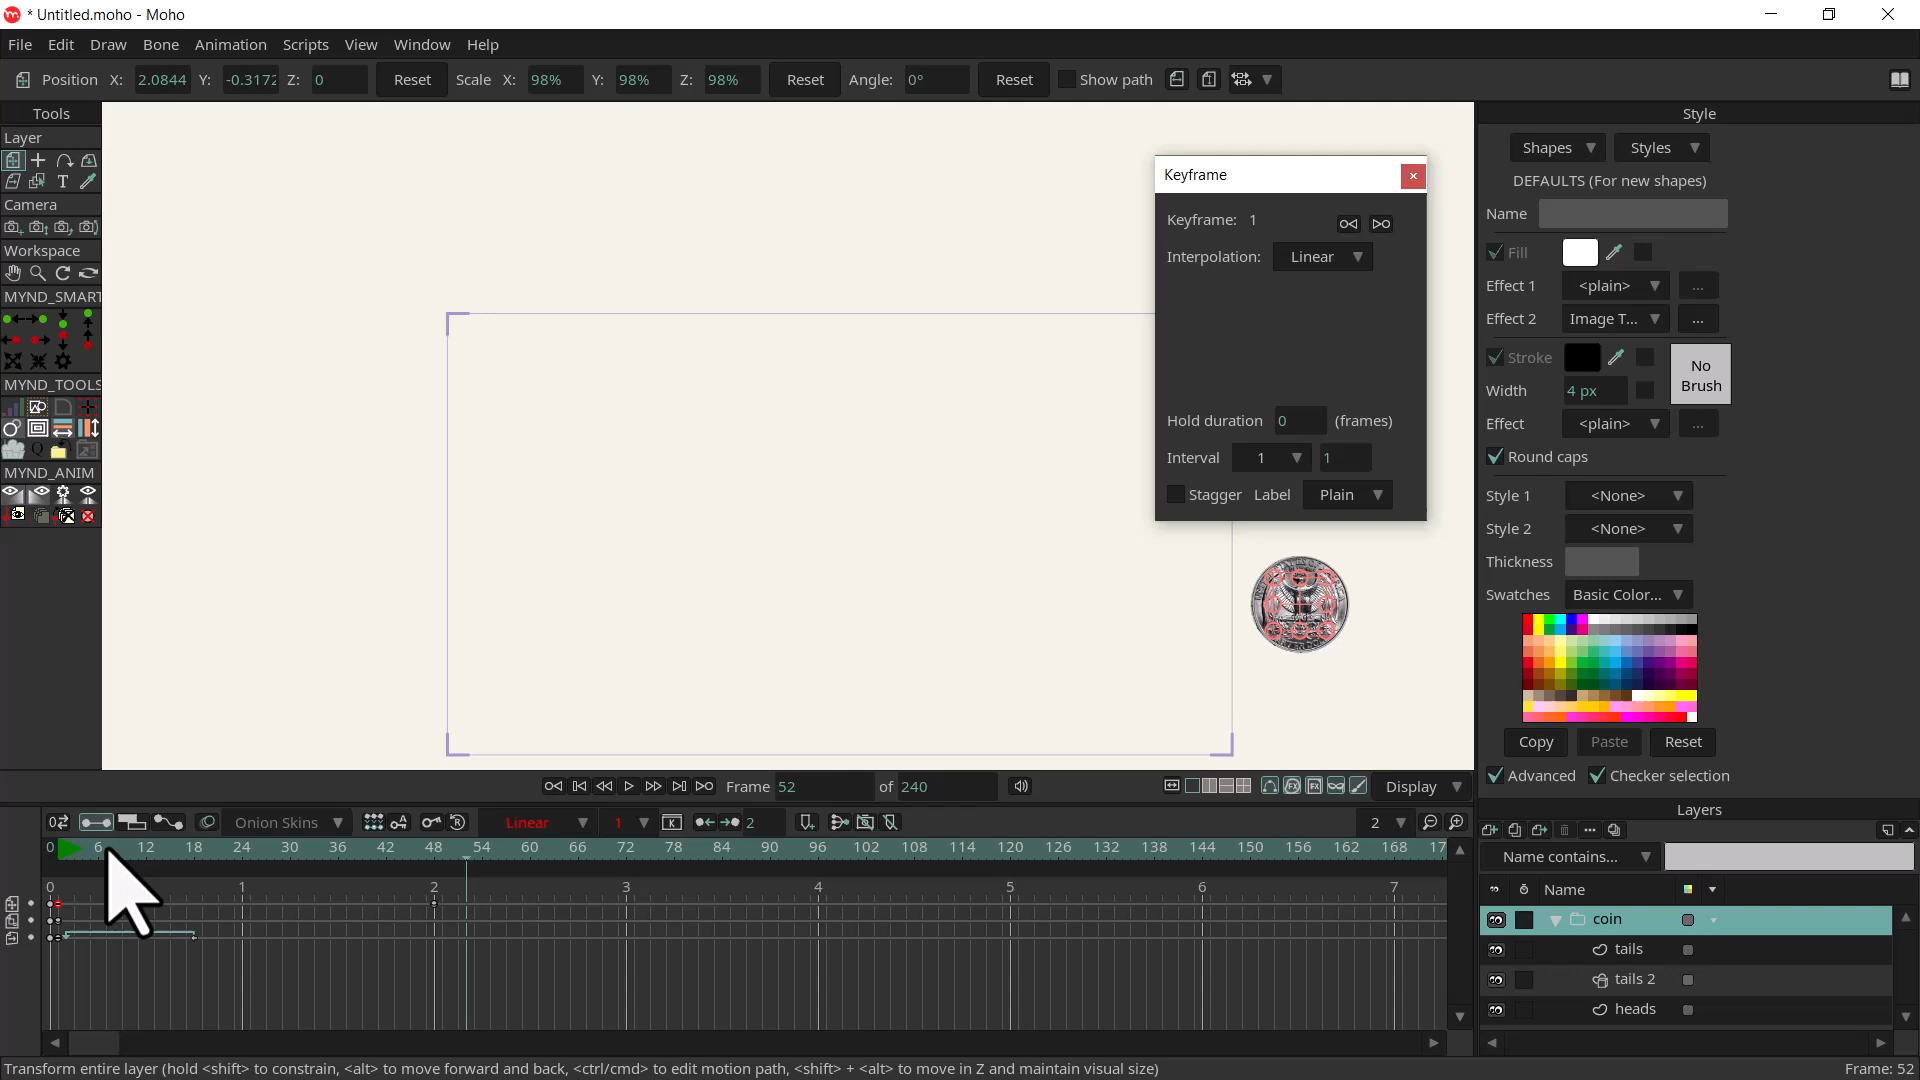 * Untitled.moho - Moho
File Edit Draw Bone Animation Scripts View Window Help
Position X: 2.0844 Y: -0.3172 Z: 0 Reset Scale X: 98% Y: 98% Z: 98% Reset Angle: 0° Reset Show path
Tools
Layer
T
Camera
Workspace
MYND_SMART
MYND_TOOLS
MYND_ANIM
Keyframe
Keyframe: 1
Interpolation: Linear
Hold duration 0 (frames)
Interval 1 1
Stagger Label Plain
Style
Shapes Styles
DEFAULTS (For new shapes)
Name
Fill
Effect 1 <plain> ...
Effect 2 Image T... ...
Stroke
No Brush
Width 4 px
Effect <plain> ...
Round caps
Style 1 <None>
Style 2 <None>
Thickness
Swatches Basic Color...
Copy Paste Reset
Advanced Checker selection
Frame 52 of 240 Display
Onion Skins Linear 1 K 2 2
0 6 12 18 24 30 36 42 48 54 60 66 72 78 84 90 96 102 108 114 120 126 132 138 144 150 156 162 168 17
0 1 2 3 4 5 6 7
Layers
Name contains...
Name
coin
tails
tails 2
heads
Transform entire layer (hold <shift> to constrain, <alt> to move forward and back, <ctrl/cmd> to edit motion path, <shift> + <alt> to move in Z and maintain visual size)
Frame: 52